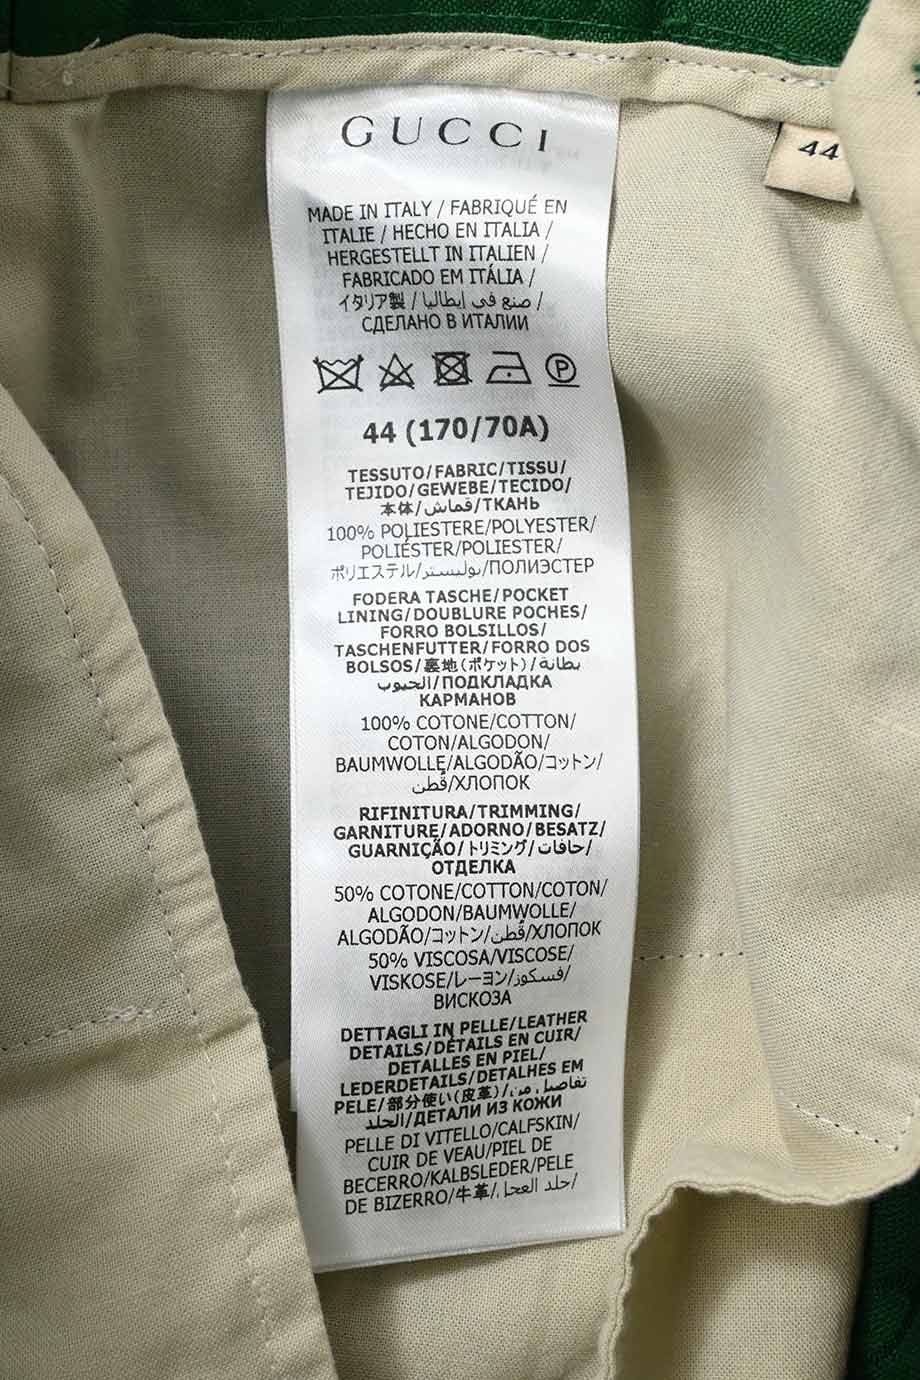 GUCCI
44
MADE IN ITALY / FABRIQUÉ EN
ITALIE / HECHO EN ITALIA /
HERGESTELLT IN ITALIEN /
FABRICADO EM ITÁLIA /
イタリア製 / صنع في إيطاليا /
СДЕЛАНО В ИТАЛИИ
P
44 (170/70A)
TESSUTO/FABRIC/TISSU/
TEJIDO/GEWEBE/TECIDO/
本体/قماش/ТКАНЬ
100% POLIESTERE/POLYESTER/
POLIÉSTER/POLIESTER/
ポリエステル/بوليستر/ПОЛИЭСТЕР
FODERA TASCHE/POCKET
LINING/DOUBLURE POCHES/
FORRO BOLSILLOS/
TASCHENFUTTER/FORRO DOS
BOLSOS/裏地(ポケット)/بطانة
الجيوب/ПОДКЛАДКА
КАРМАНОВ
100% COTONE/COTTON/
COTON/ALGODON/
BAUMWOLLE/ALGODÃO/コットン/
قُطن/ХЛОПОК
RIFINITURA/TRIMMING/
GARNITURE/ADORNO/BESATZ/
GUARNIÇÃO/トリミング/حافات/
ОТДЕЛКА
50% COTONE/COTTON/COTON/
ALGODON/BAUMWOLLE/
ALGODÃO/コットン/قُطن/ХЛОПОК
50% VISCOSA/VISCOSE/
VISKOSE/レーヨン/فسكوز/
ВИСКОЗА
DETTAGLI IN PELLE/LEATHER
DETAILS/DÉTAILS EN CUIR/
DETALLES EN PIEL/
LEDERDETAILS/DETALHES EM
PELE/部分使い(皮革)/تفاصيل من
الجلد/ДЕТАЛИ ИЗ КОЖИ
PELLE DI VITELLO/CALFSKIN/
CUIR DE VEAU/PIEL DE
BECERRO/KALBSLEDER/PELE
DE BIZERRO/牛革/جلد العجل/